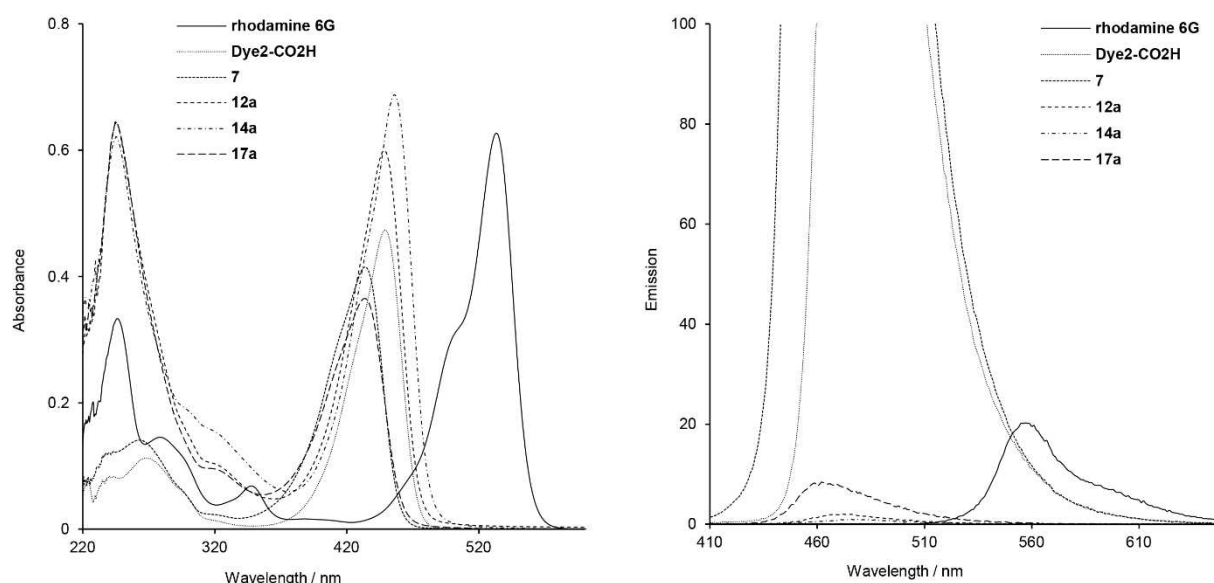 0.8
0.6
0.4
0.2
0
Absorbance
220
320
420
520
Wavelength / nm
rhodamine 6G
Dye2-CO2H
7
12a
14a
17a
100
80
60
40
20
0
Emission
410
460
510
560
610
Wavelength / nm
rhodamine 6G
Dye2-CO2H
7
12a
14a
17a